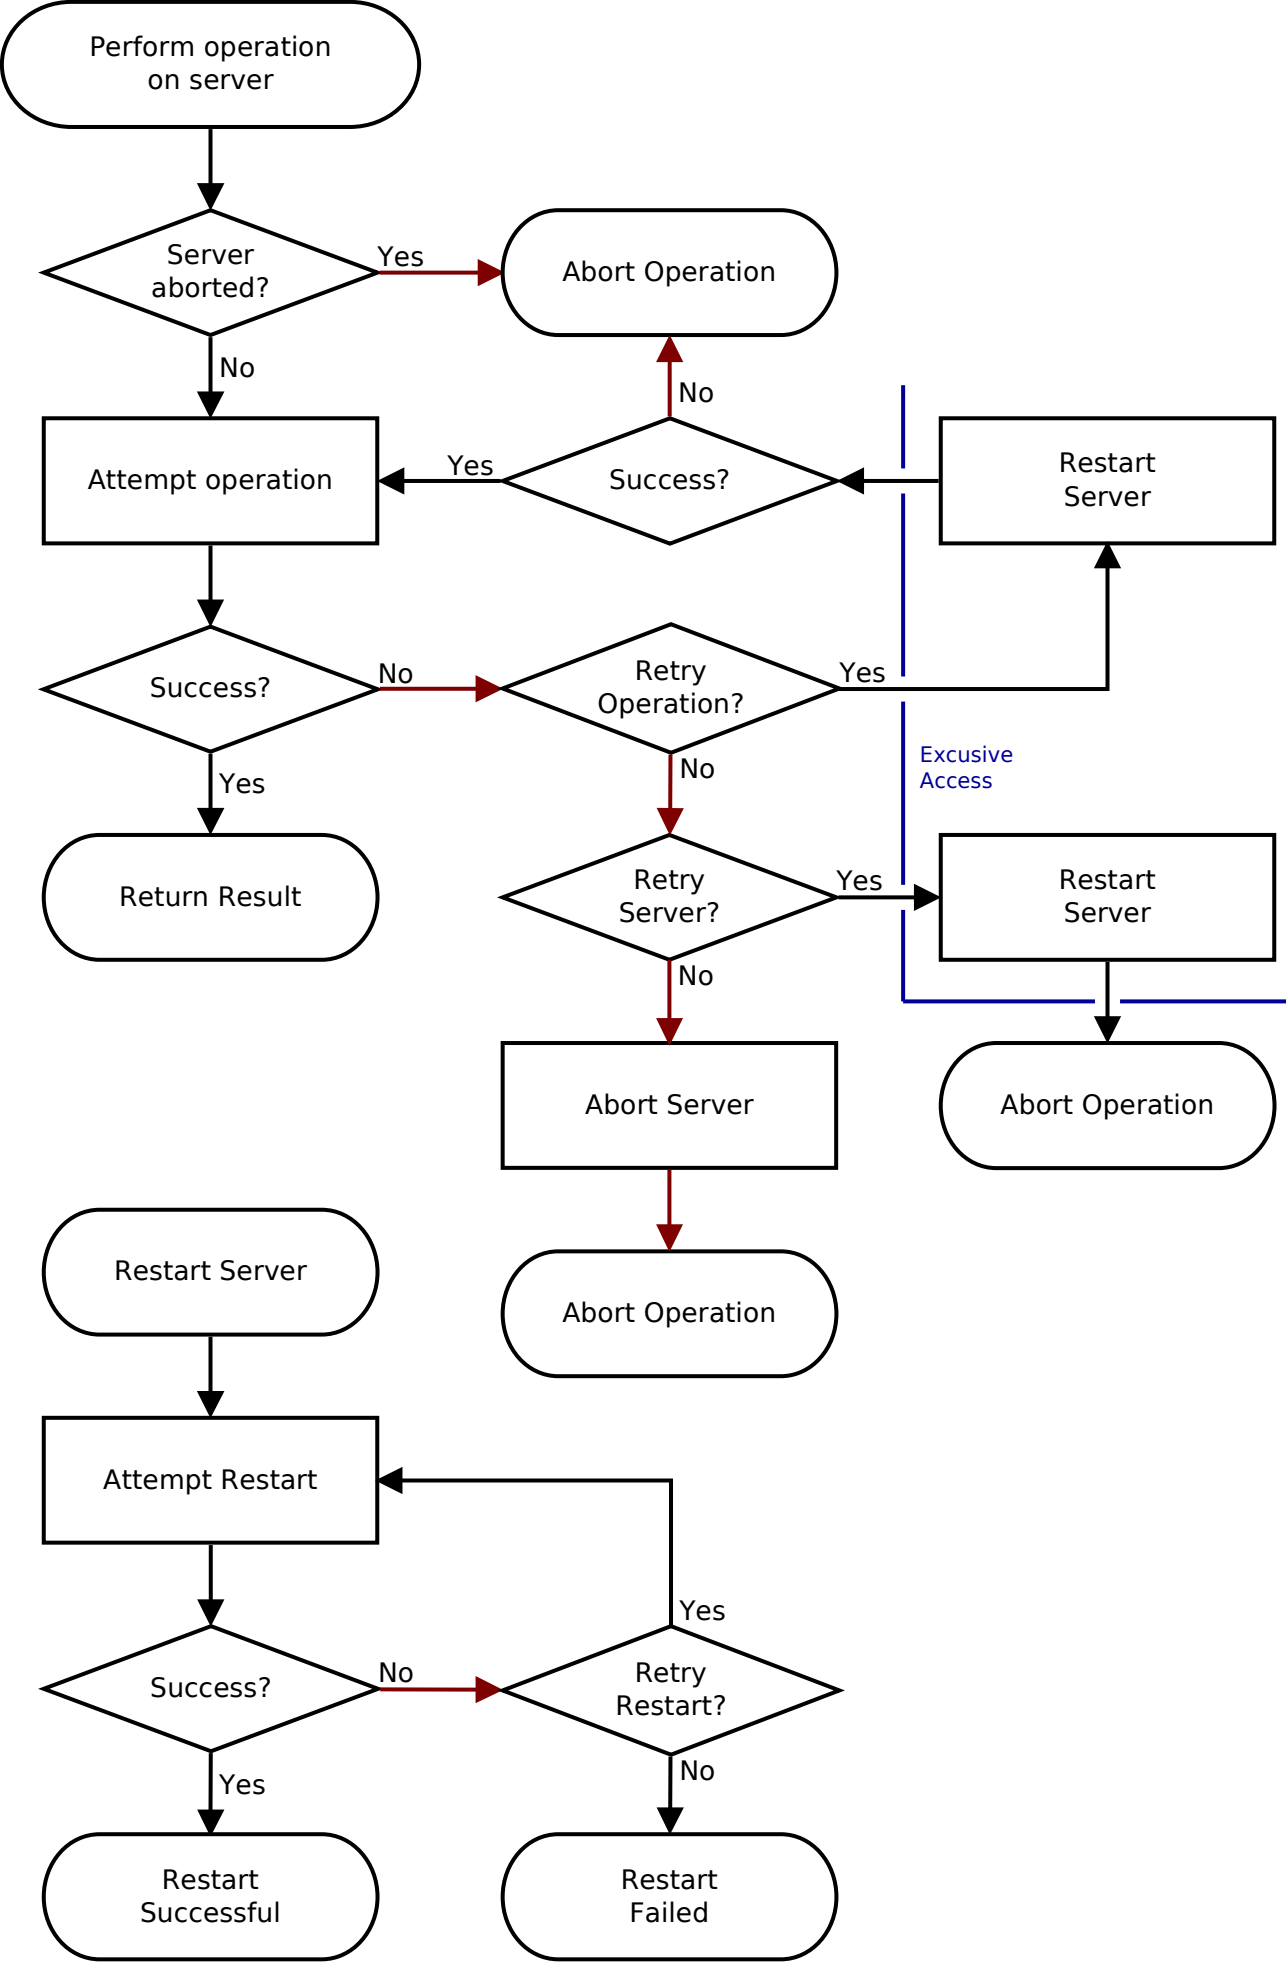 Perform operation
on server
Server
aborted?
Yes
Abort Operation
No
No
Attempt operation
Yes
Success?
Restart
Server
Success?
No
Retry
Operation?
Yes
Yes
No
Excusive
Access
Return Result
Retry
Server?
Yes
Restart
Server
No
Abort Server
Abort Operation
Restart Server
Abort Operation
Attempt Restart
Yes
Success?
No
Retry
Restart?
Yes
No
Restart
Successful
Restart
Failed